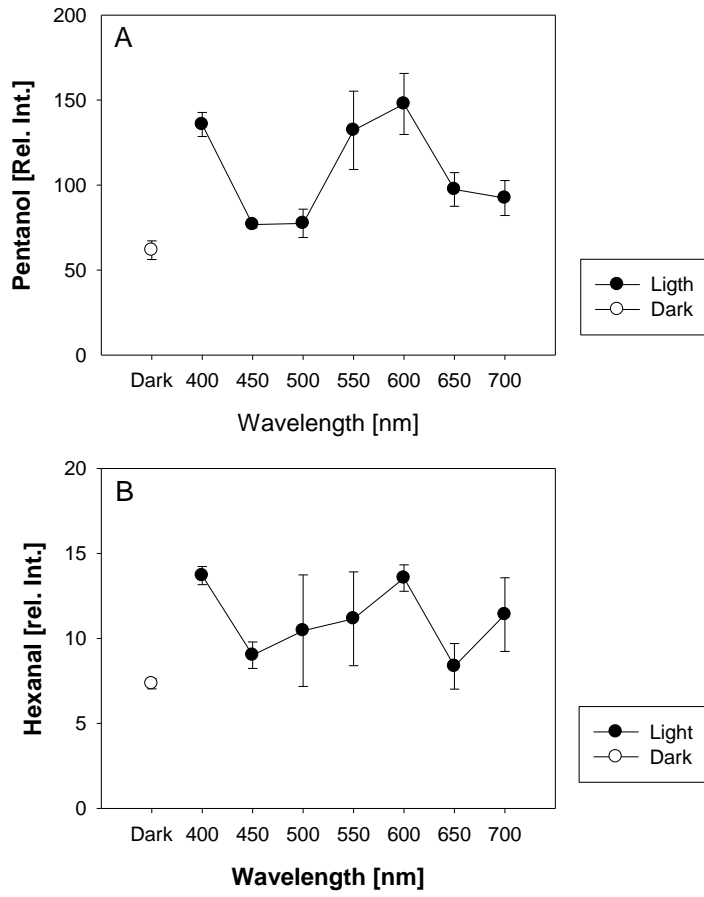 A
200
150
100
50
0
Pentanol [Rel. Int.]
Dark 400 450 500 550 600 650 700
Wavelength [nm]
Ligth
Dark
B
20
15
10
5
0
Hexanal [rel. Int.]
Dark 400 450 500 550 600 650 700
Wavelength [nm]
Light
Dark